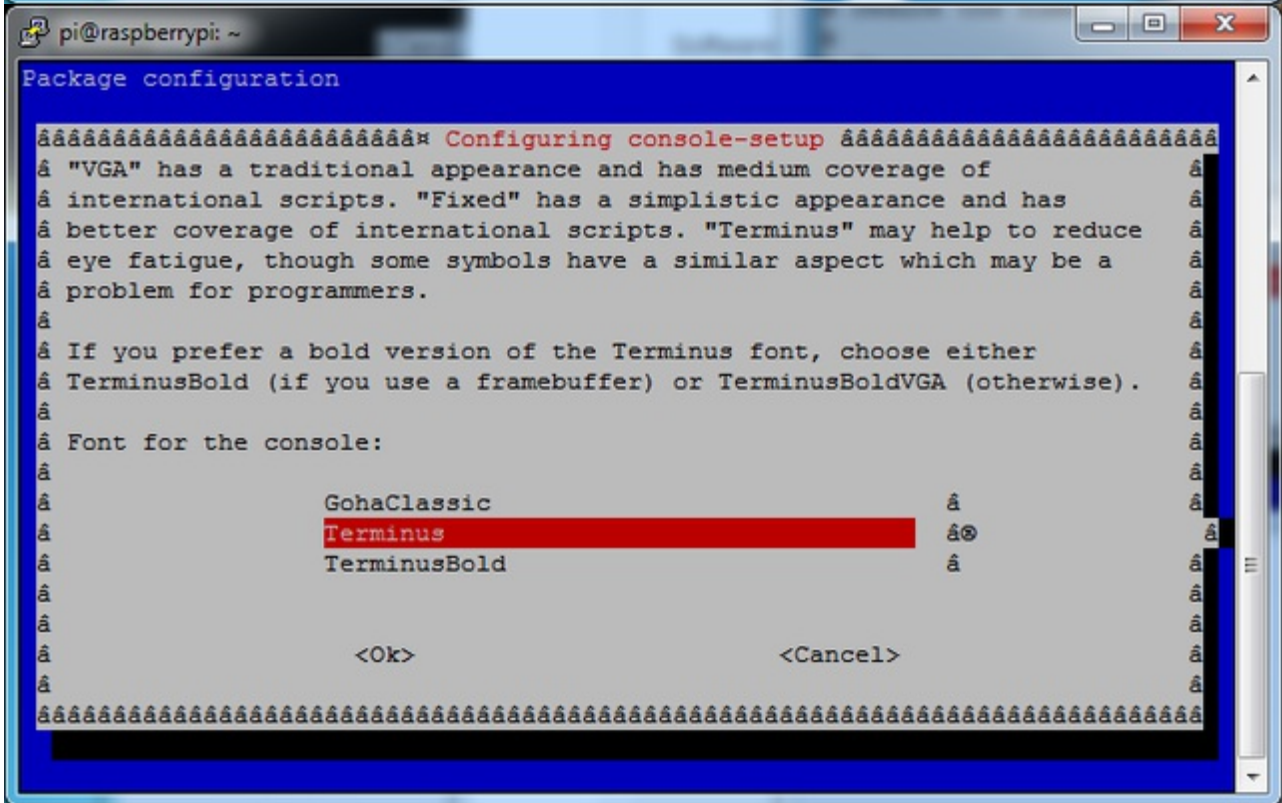 pi@raspberrypi: ~
Package configuration
âââââââââââââââââââââââââ¤ Configuring console-setup âââââââââââââââââââââââââ
â "VGA" has a traditional appearance and has medium coverage of â
â international scripts. "Fixed" has a simplistic appearance and has â
â better coverage of international scripts. "Terminus" may help to reduce â
â eye fatigue, though some symbols have a similar aspect which may be a â
â problem for programmers. â
â â
â If you prefer a bold version of the Terminus font, choose either â
â TerminusBold (if you use a framebuffer) or TerminusBoldVGA (otherwise). â
â â
â Font for the console: â
â â
â GohaClassic â â
â Terminus â® â
â TerminusBold â â
â â
â â
â <Ok> <Cancel> â
â â
âââââââââââââââââââââââââââââââââââââââââââââââââââââââââââââââââââââââââââââ